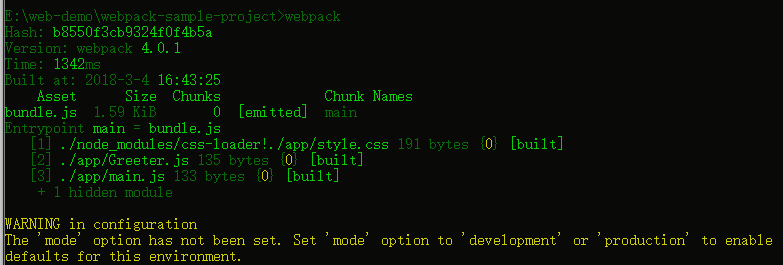 E:\web-demo\webpack-sample-project>webpack
Hash: b8550f3cb9324f0f4b5a
Version: webpack 4.0.1
Time: 1342ms
Built at: 2018-3-4 16:43:25
Asset Size Chunks Chunk Names
bundle.js 1.59 KiB 0 [emitted] main
Entrypoint main = bundle.js
[1] ./node_modules/css-loader!./app/style.css 191 bytes {0} [built]
[2] ./app/Greeter.js 135 bytes {0} [built]
[3] ./app/main.js 133 bytes {0} [built]
+ 1 hidden module
WARNING in configuration
The 'mode' option has not been set. Set 'mode' option to 'development' or 'production' to enable
defaults for this environment.